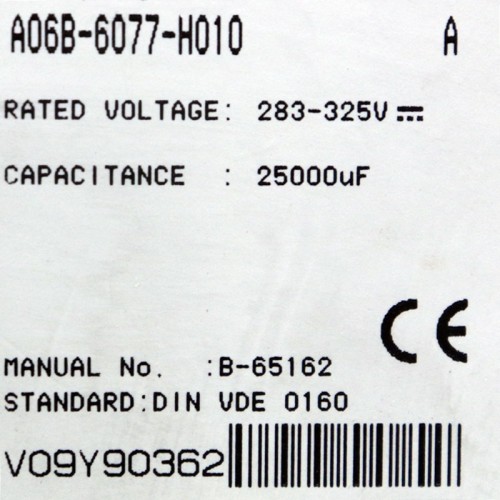 A06B-6077-H010 A
RATED VOLTAGE: 283-325V ⎓
CAPACITANCE : 25000uF
CE
MANUAL No. :B-65162
STANDARD:DIN VDE 0160
V09Y90362